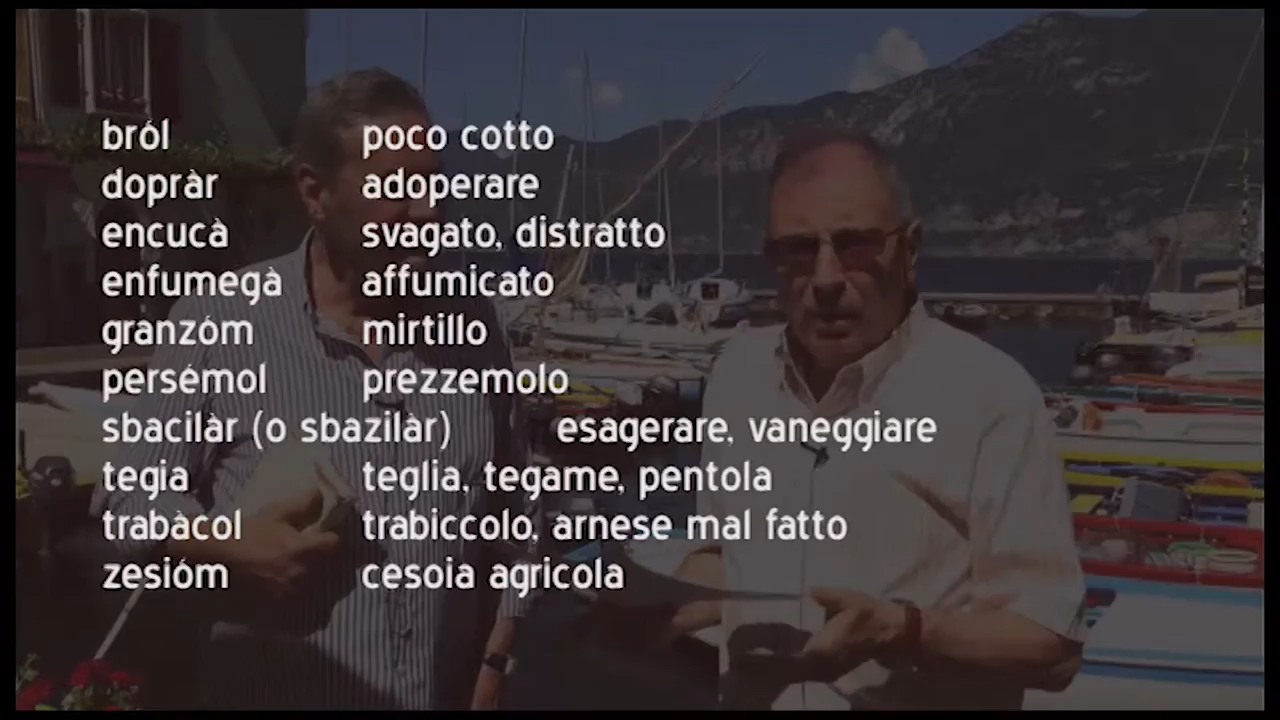 bról poco cotto
dopràr adoperare
encucà svagato, distratto
enfumegà affumicato
granzóm mirtillo
persémol prezzemolo
sbacilàr (o sbazilàr) esagerare, vaneggiare
tegia teglia, tegame, pentola
trabàcol trabiccolo, arnese mal fatto
zesióm cesoia agricola